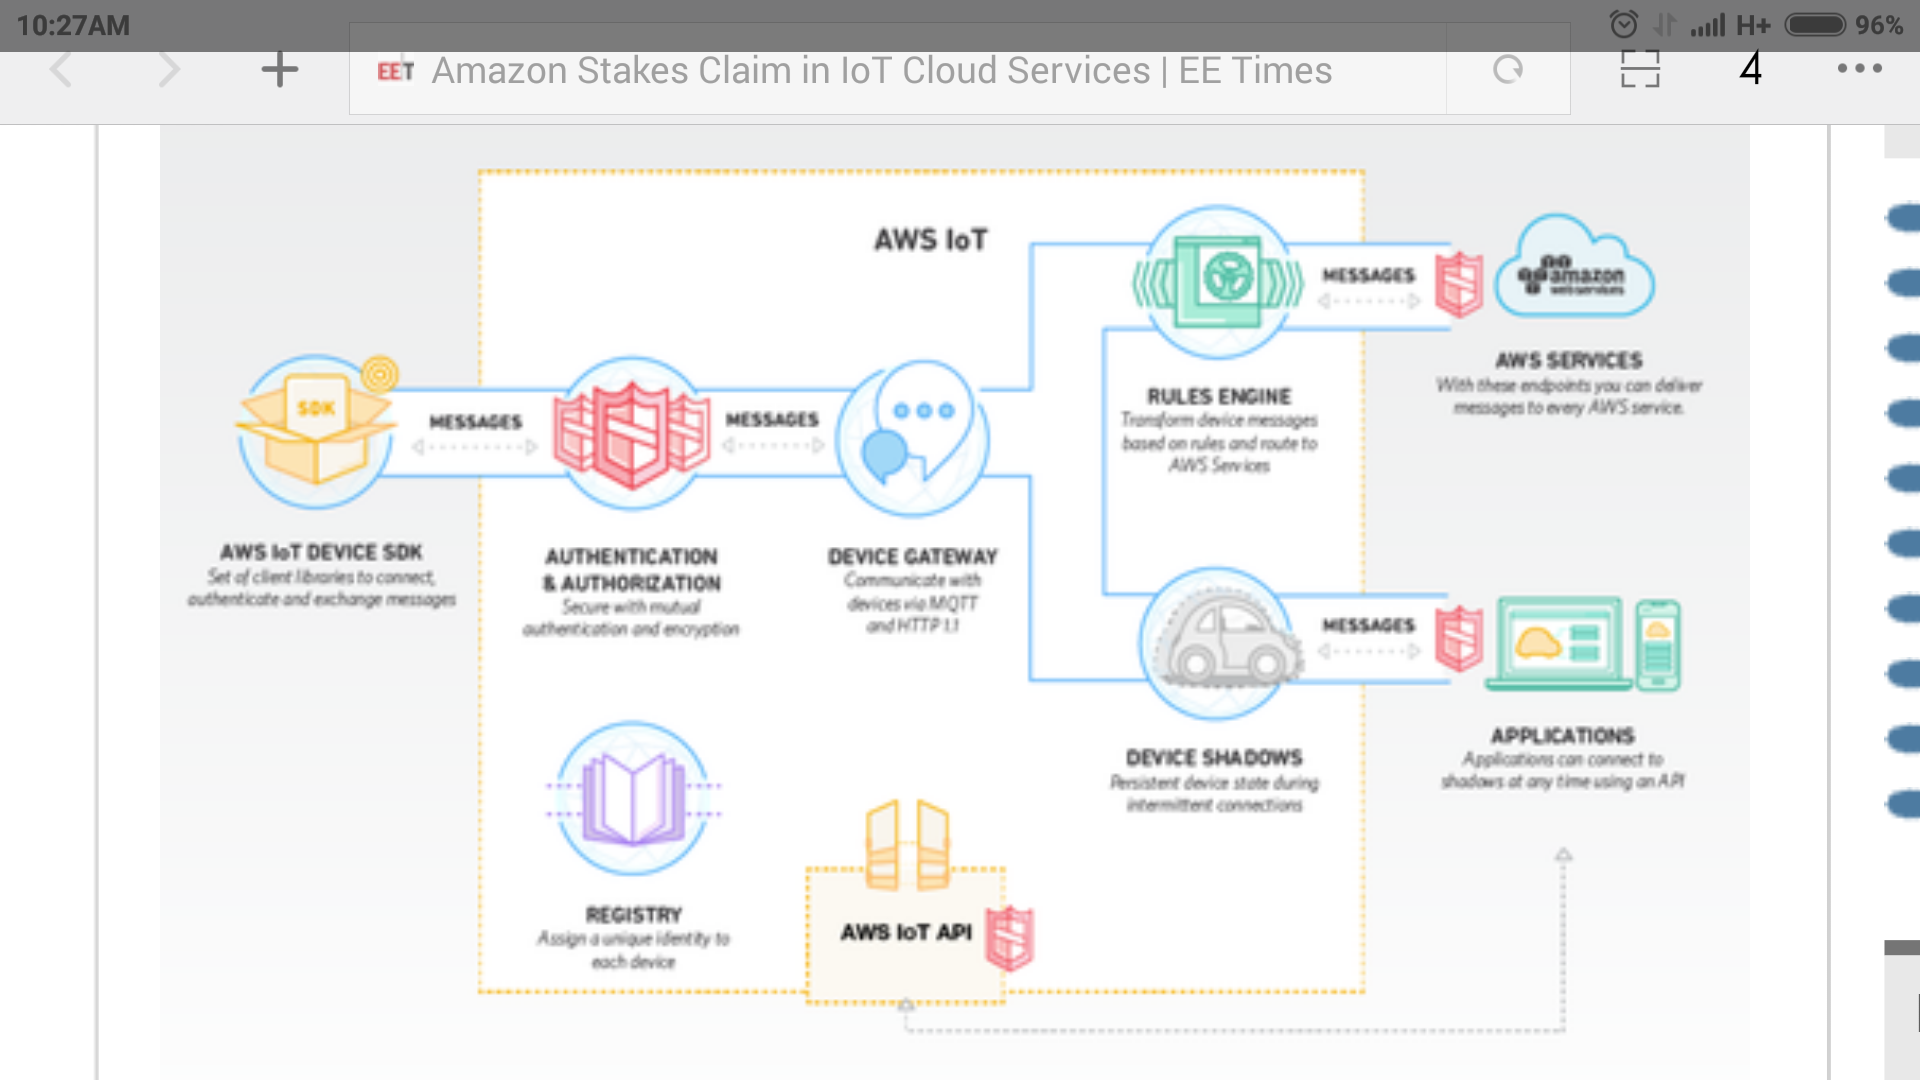 10:27AM
H+
96%
EET Amazon Stakes Claim in IoT Cloud Services | EE Times
4
AWS IoT
SDK
MESSAGES
MESSAGES
MESSAGES
amazon
webservices
AWS SERVICES
With these endpoints you can deliver
messages to every AWS service.
RULES ENGINE
Transform device messages
based on rules and route to
AWS Services
AWS IoT DEVICE SDK
Set of client libraries to connect,
authenticate and exchange messages
AUTHENTICATION
& AUTHORIZATION
Secure with mutual
authentication and encryption
DEVICE GATEWAY
Communicate with
devices via MQTT
and HTTP 1.1
MESSAGES
DEVICE SHADOWS
Persistent device state during
intermittent connections
APPLICATIONS
Applications can connect to
shadows at any time using an API
REGISTRY
Assign a unique identity to
each device
AWS IoT API